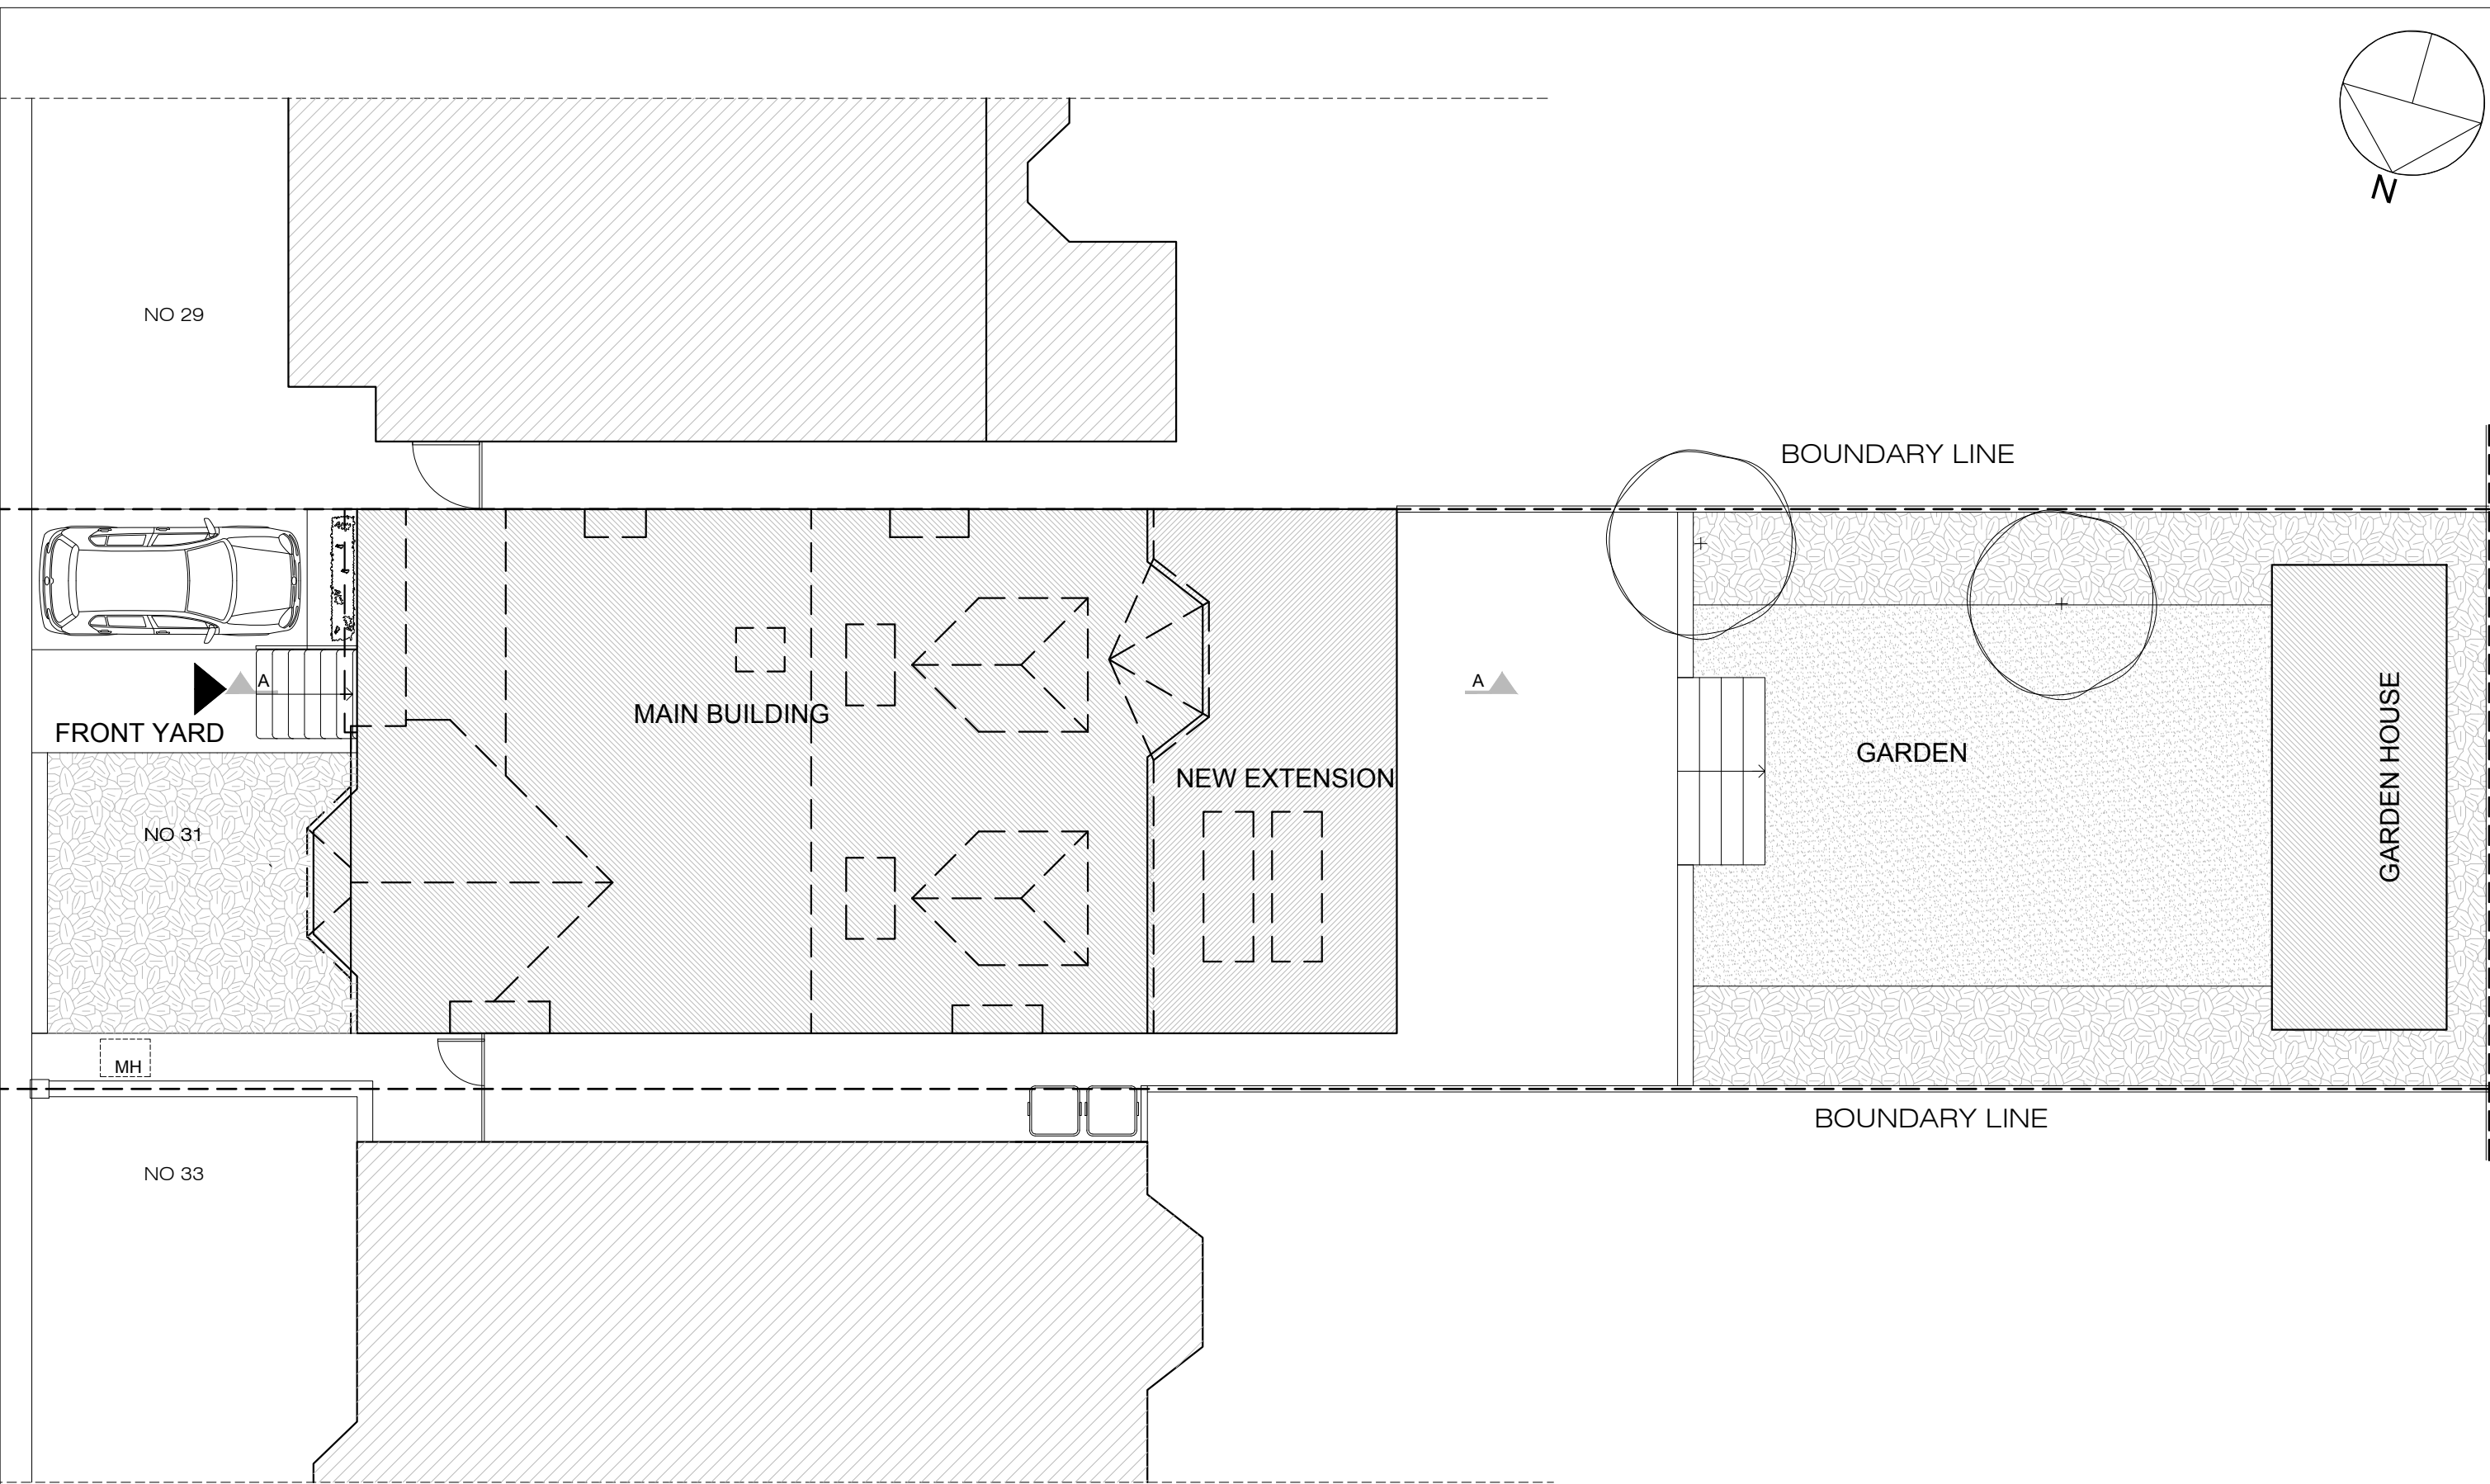 N
NO 29
BOUNDARY LINE
A
A
MAIN BUILDING
FRONT YARD
NEW EXTENSION
GARDEN
GARDEN HOUSE
NO 31
MH
BOUNDARY LINE
NO 33